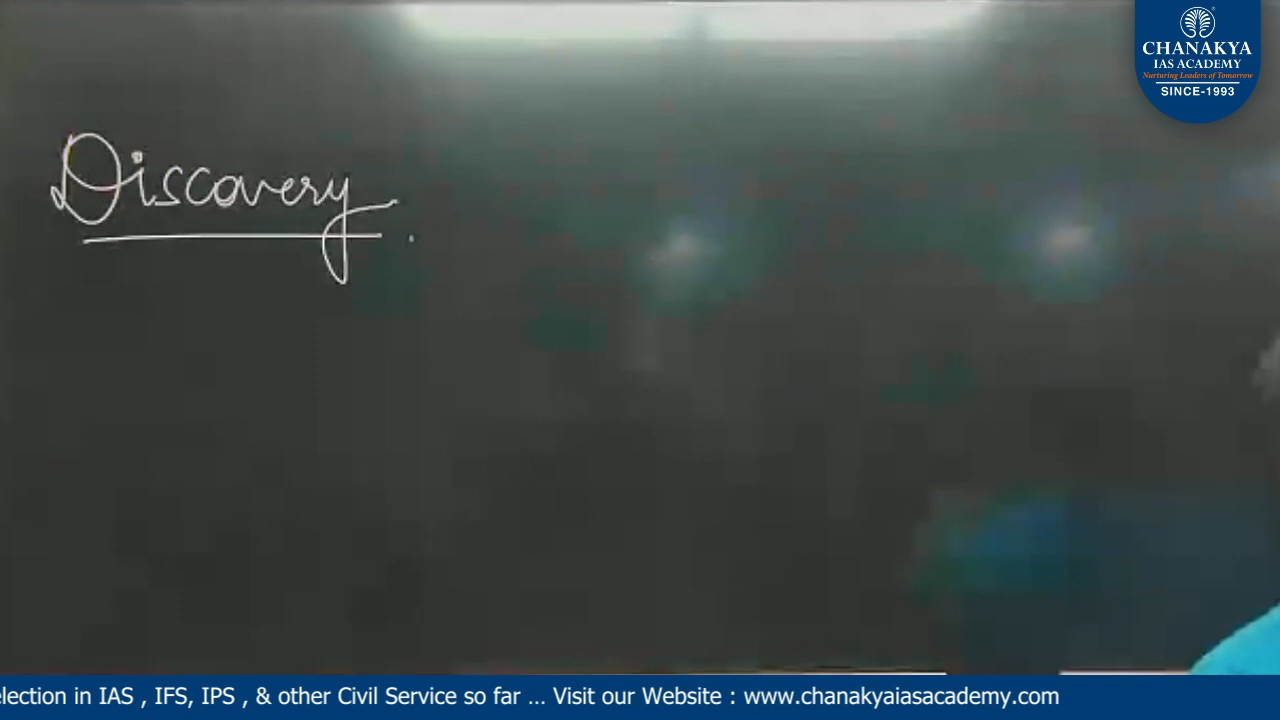 Discovery
CHANAKYA
IAS ACADEMY
Nurturing Leaders of Tomorrow
SINCE-1993
election in IAS , IFS, IPS , & other Civil Service so far ... Visit our Website : www.chanakyaiasacademy.com